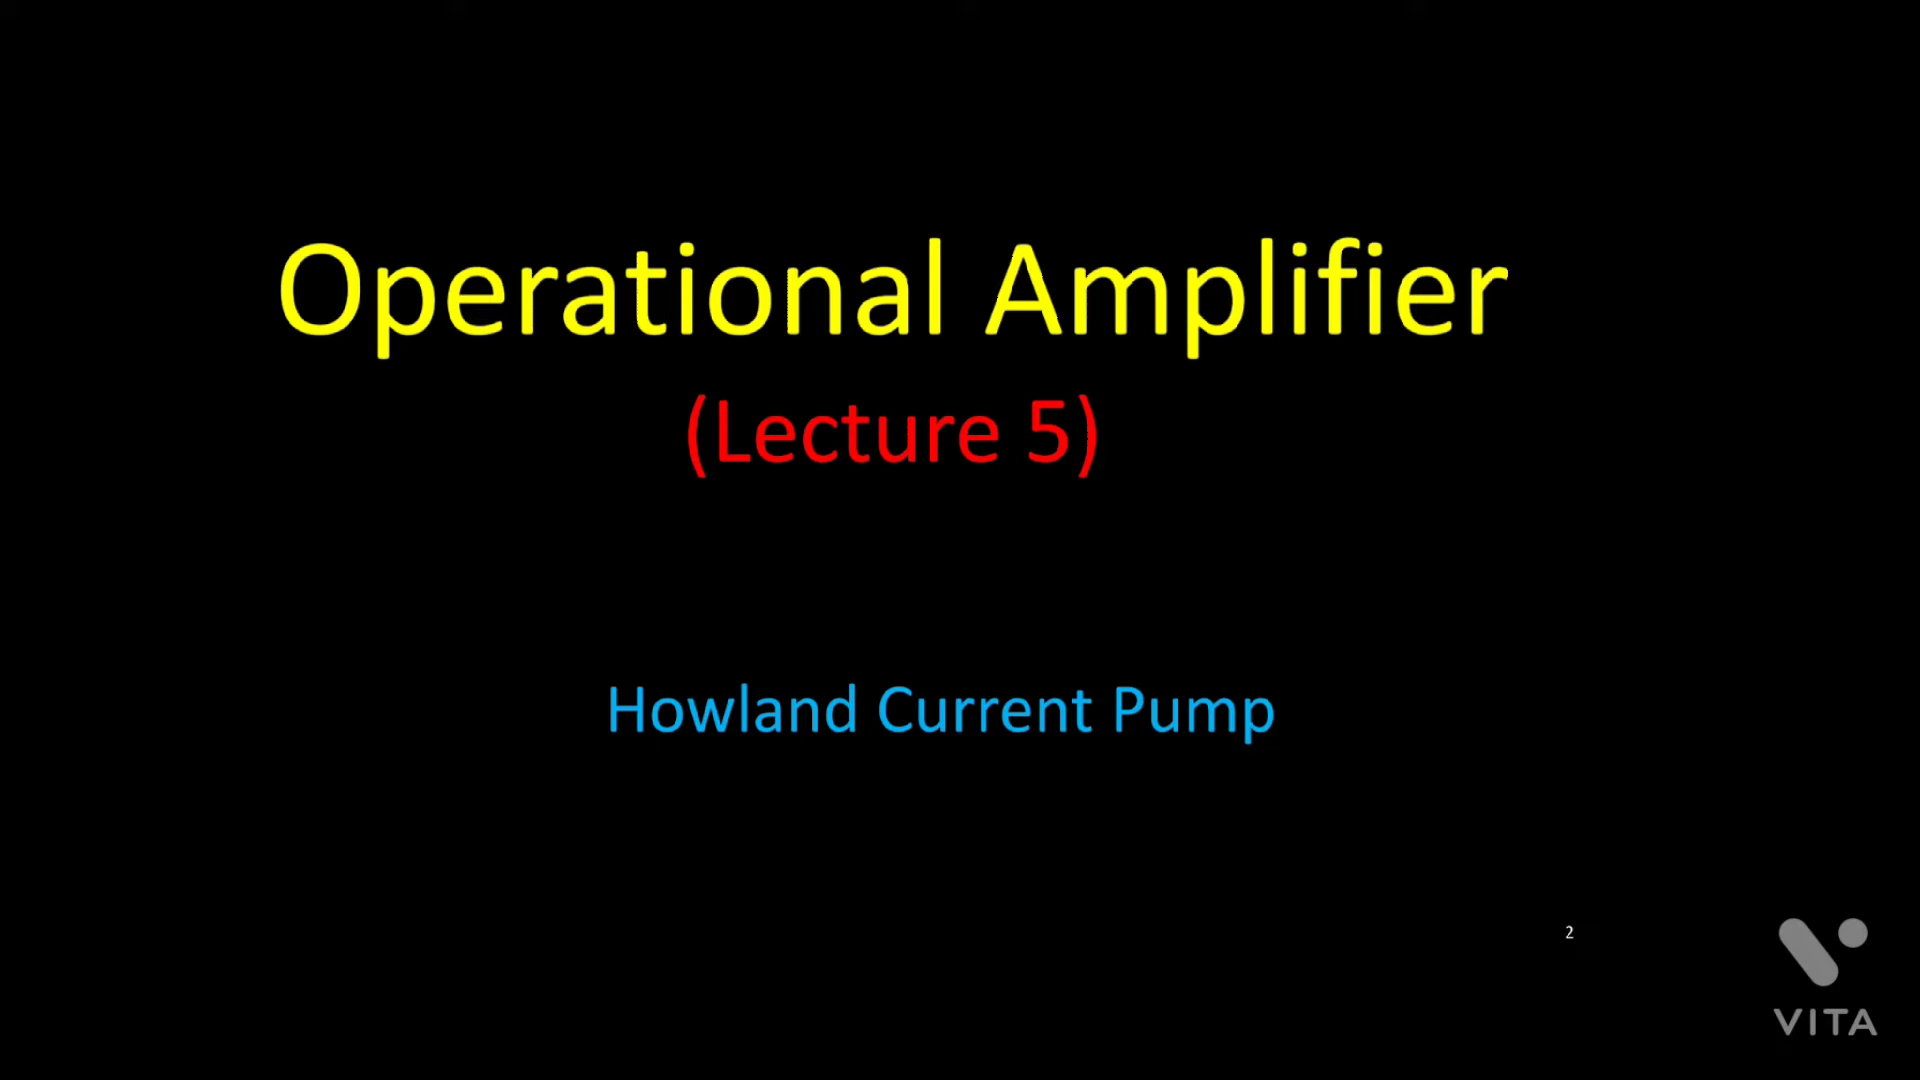 Operational Amplifier
(Lecture 5)
Howland Current Pump
2
VITA